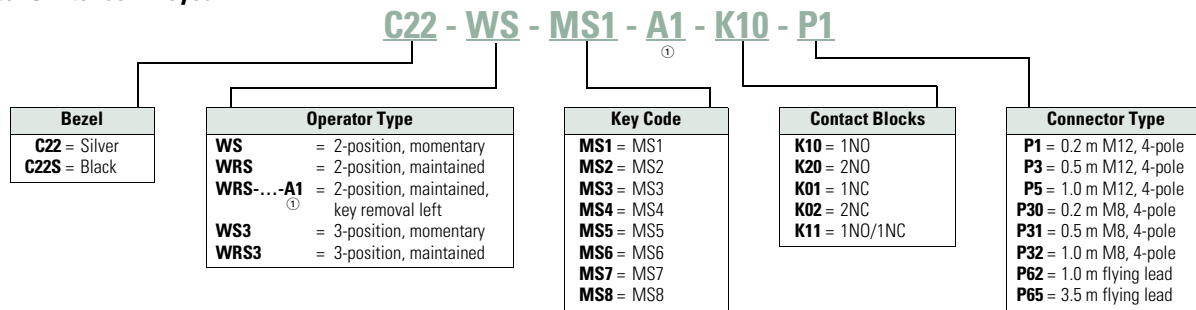 C22 - WS - MS1 - A1 - K10 - P1
①
Bezel
C22 = Silver
C22S = Black
Operator Type
WS = 2-position, momentary
WRS = 2-position, maintained
WRS-...-A1 = 2-position, maintained,
① key removal left
WS3 = 3-position, momentary
WRS3 = 3-position, maintained
Key Code
MS1 = MS1
MS2 = MS2
MS3 = MS3
MS4 = MS4
MS5 = MS5
MS6 = MS6
MS7 = MS7
MS8 = MS8
Contact Blocks
K10 = 1NO
K20 = 2NO
K01 = 1NC
K02 = 2NC
K11 = 1NO/1NC
Connector Type
P1 = 0.2 m M12, 4-pole
P3 = 0.5 m M12, 4-pole
P5 = 1.0 m M12, 4-pole
P30 = 0.2 m M8, 4-pole
P31 = 0.5 m M8, 4-pole
P32 = 1.0 m M8, 4-pole
P62 = 1.0 m flying lead
P65 = 3.5 m flying lead